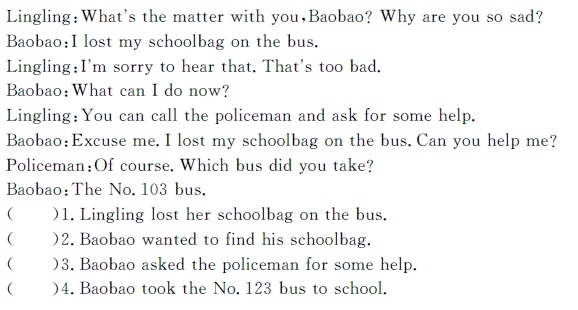 Lingling:What's the matter with you,Baobao? Why are you so sad?
Baobao:I lost my schoolbag on the bus.
Lingling:I'm sorry to hear that. That's too bad.
Baobao:What can I do now?
Lingling:You can call the policeman and ask for some help.
Baobao:Excuse me. I lost my schoolbag on the bus. Can you help me?
Policeman:Of course. Which bus did you take?
Baobao:The No. 103 bus.
(    )1. Lingling lost her schoolbag on the bus.
(    )2. Baobao wanted to find his schoolbag.
(    )3. Baobao asked the policeman for some help.
(    )4. Baobao took the No. 123 bus to school.